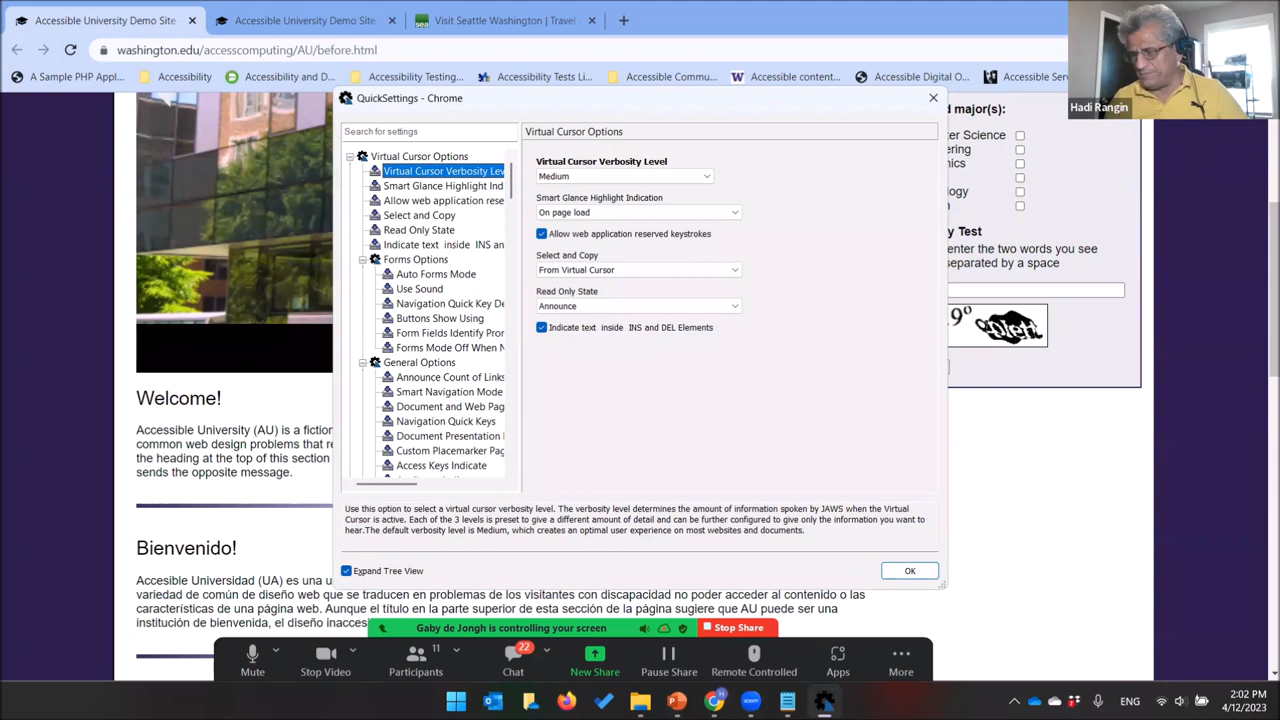 Accessible University Demo Site
Accessible University Demo Site
Visit Seattle Washington | Travel
washington.edu/accesscomputing/AU/before.html
A Sample PHP Appl...
Accessibility
Accessibility and D...
Accessibility Testing...
Accessibility Tests Li...
Accessible Commu...
Accessible content...
Accessible Digital O...
Accessible Serv
Hadi Rangin
QuickSettings - Chrome
Search for settings
Virtual Cursor Options
Virtual Cursor Verbosity Lev
Smart Glance Highlight Ind
Allow web application rese
Select and Copy
Read Only State
Indicate text inside INS an
Forms Options
Auto Forms Mode
Use Sound
Navigation Quick Key De
Buttons Show Using
Form Fields Identify Pror
Forms Mode Off When N
General Options
Announce Count of Links
Smart Navigation Mode
Document and Web Pag
Navigation Quick Keys
Document Presentation
Custom Placemarker Pag
Access Keys Indicate
Virtual Cursor Options
Virtual Cursor Verbosity Level
Medium
Smart Glance Highlight Indication
On page load
Allow web application reserved keystrokes
Select and Copy
From Virtual Cursor
Read Only State
Announce
Indicate text inside INS and DEL Elements
Use this option to select a virtual cursor verbosity level. The verbosity level determines the amount of information spoken by JAWS when the Virtual
Cursor is active. Each of the 3 levels is preset to give a different amount of detail and can be further configured to give only the information you want to
hear.The default verbosity level is Medium, which creates an optimal user experience on most websites and documents.
Expand Tree View
OK
d major(s):
ter Science
ering
nics
ology
y Test
enter the two words you see
separated by a space
Welcome!
Accessible University (AU) is a fiction
common web design problems that re
the heading at the top of this section
sends the opposite message.
Bienvenido!
Accesible Universidad (UA) es una u
variedad de común de diseño web que se traducen en problemas de los visitantes con discapacidad no poder acceder al contenido o las
características de una página web. Aunque el título en la parte superior de esta sección de la página sugiere que AU puede ser una
institución de bienvenida, el diseño inacces
Gaby de Jongh is controlling your screen
Stop Share
Mute
Stop Video
11
Participants
22
Chat
New Share
Pause Share
Remote Controlled
Apps
More
ENG
2:02 PM
4/12/2023